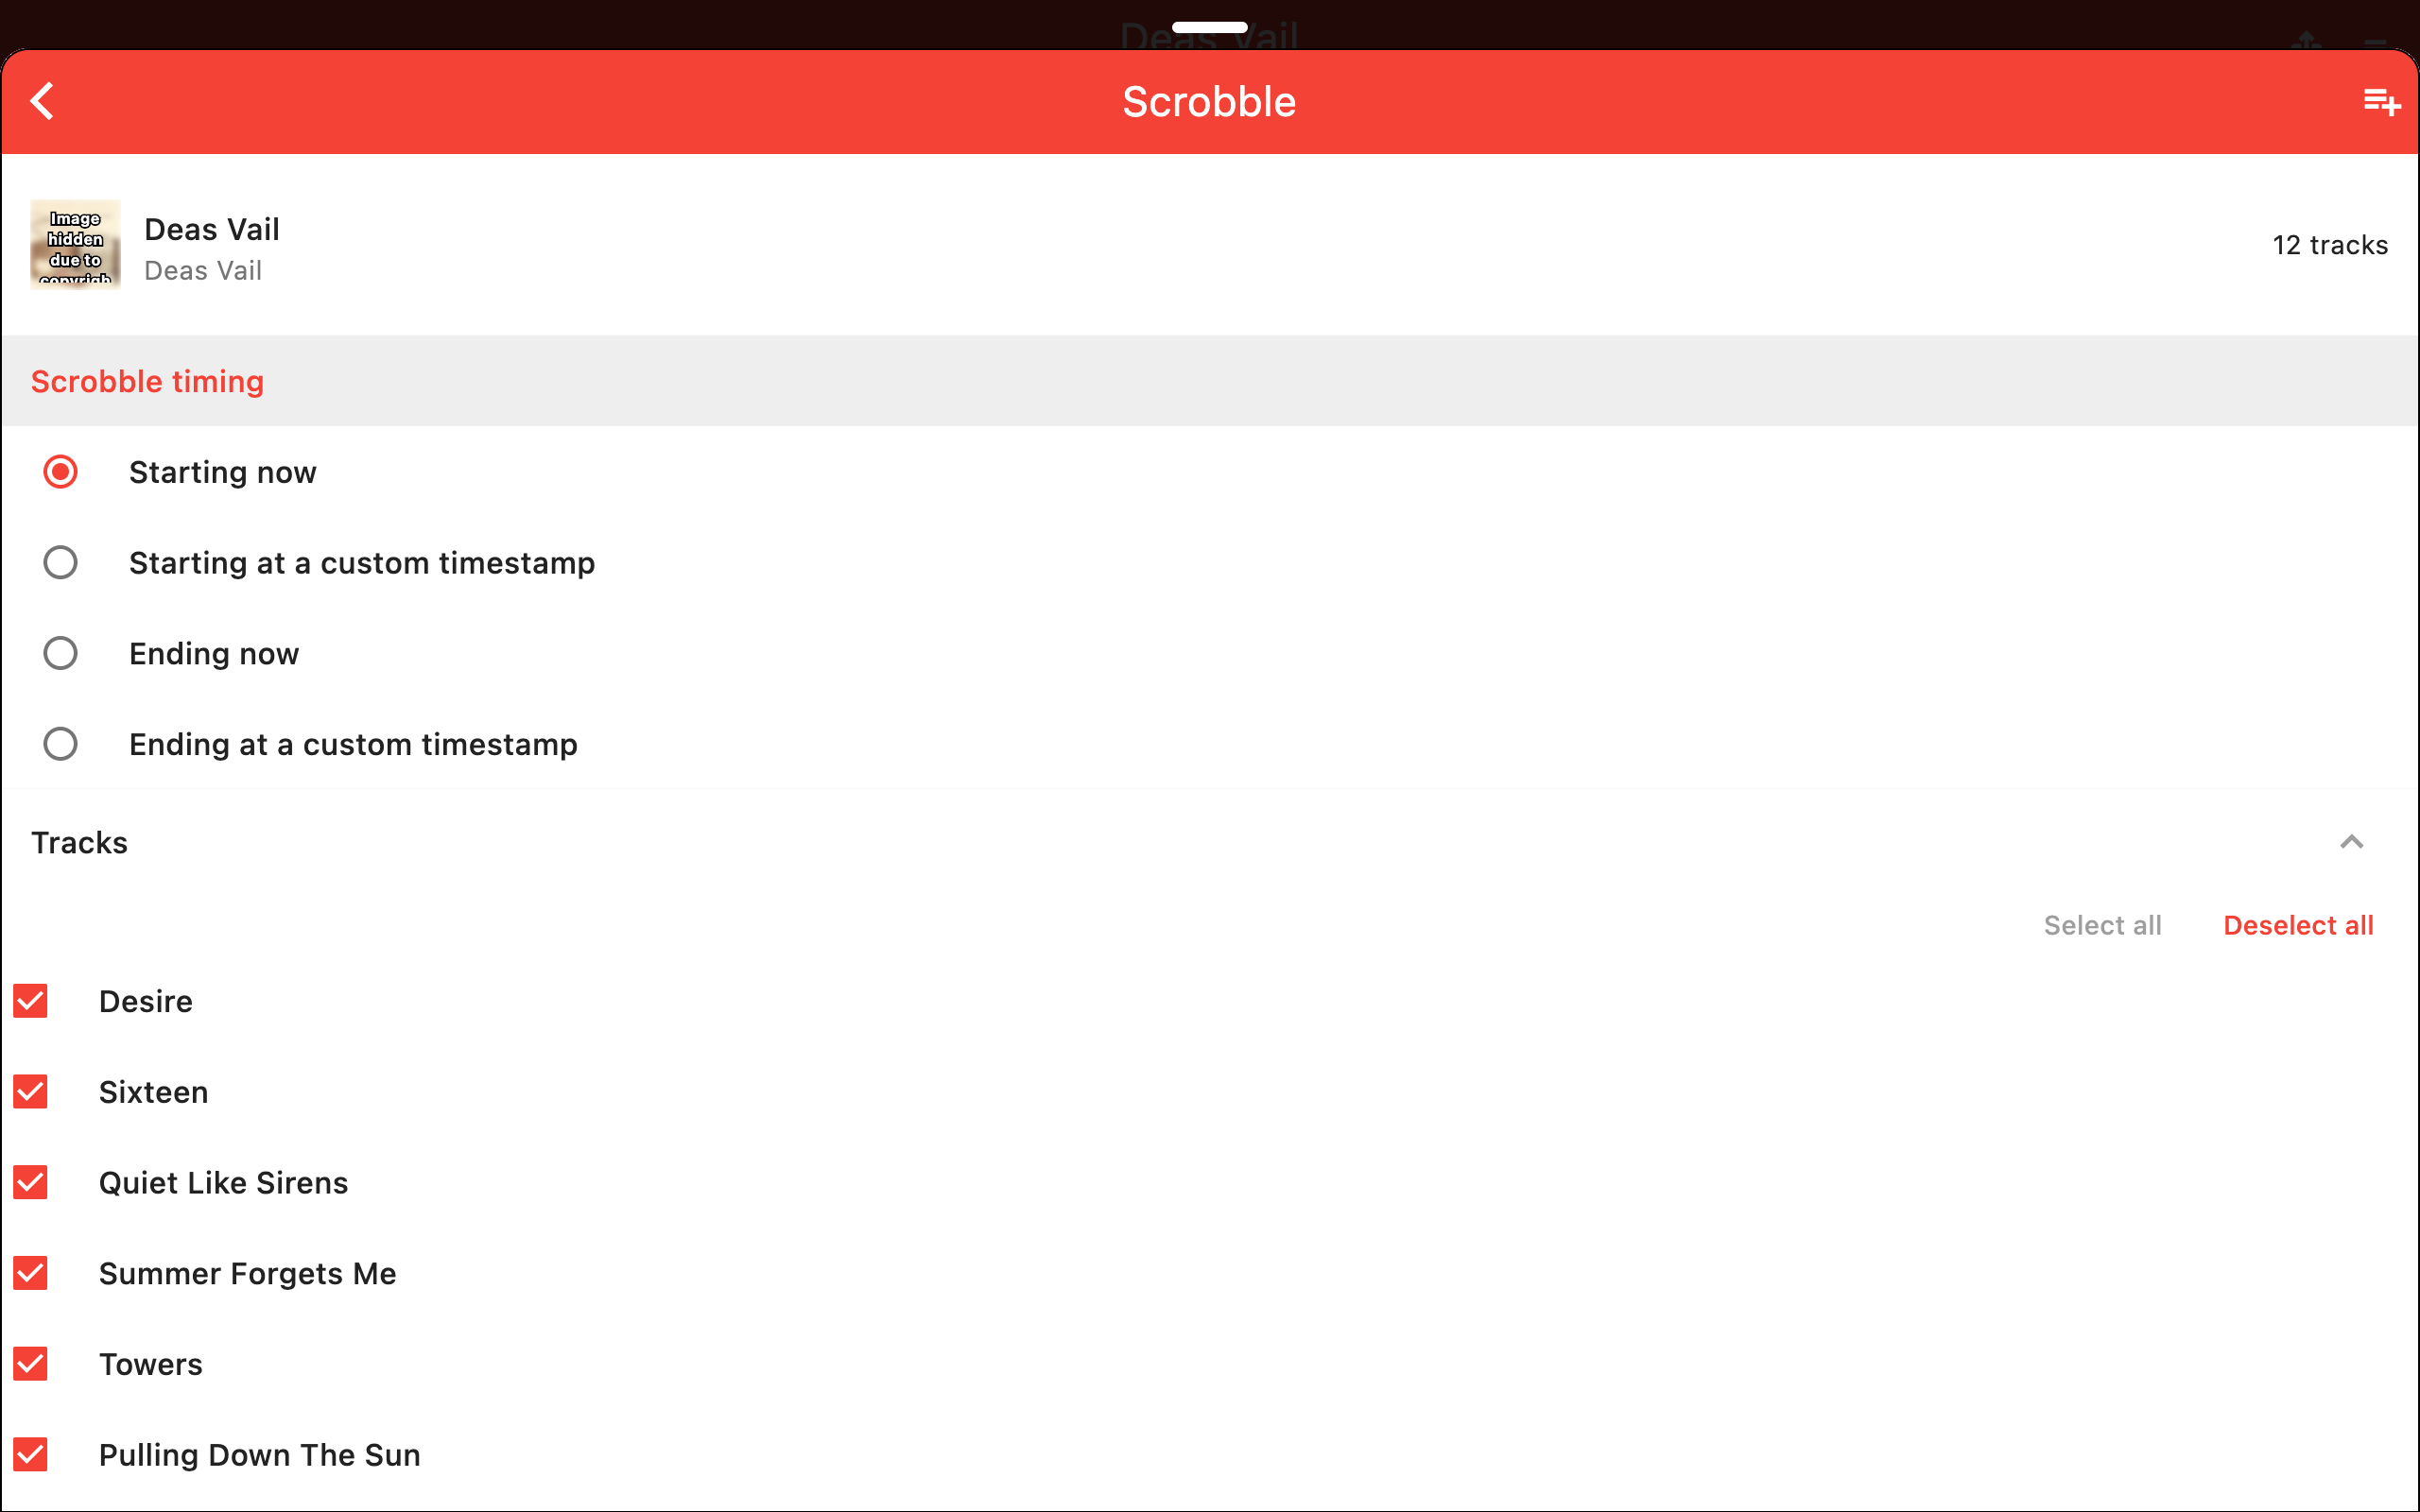 Deas Vail
Scrobble
Image
hidden
due to
copyrigh
Deas Vail
Deas Vail
12 tracks
Scrobble timing
Starting now
Starting at a custom timestamp
Ending now
Ending at a custom timestamp
Tracks
Select all
Deselect all
Desire
Sixteen
Quiet Like Sirens
Summer Forgets Me
Towers
Pulling Down The Sun